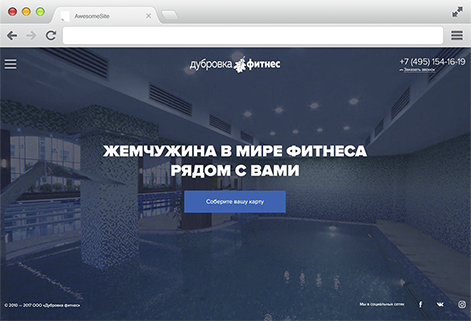 AwesomeSite
дубровка фитнес
+7 (495) 154-16-19
Заказать звонок
ЖЕМЧУЖИНА В МИРЕ ФИТНЕСА
РЯДОМ С ВАМИ
Соберите вашу карту
© 2010 — 2017 ООО «Дубровка фитнес»
Мы в социальных сетях